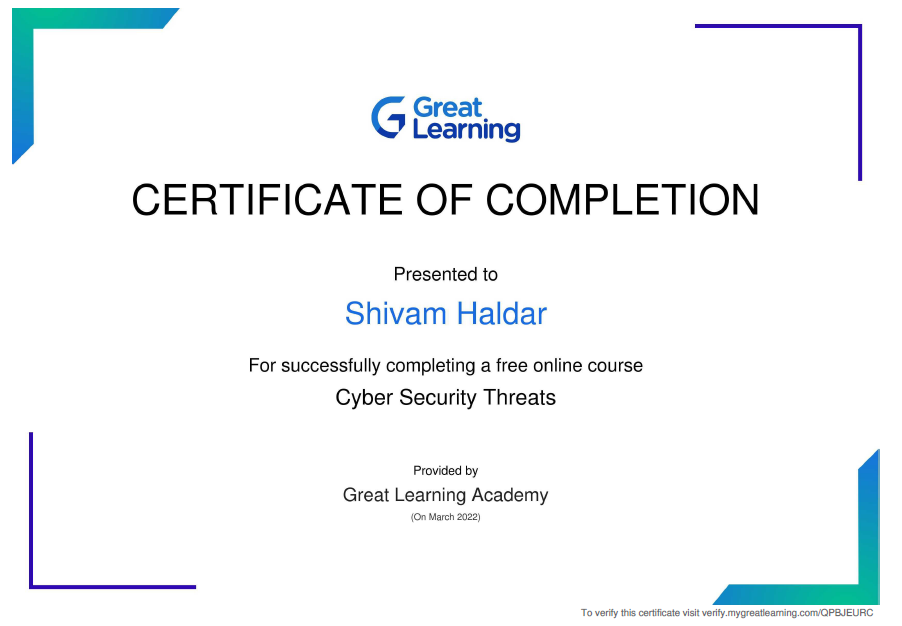 Great
Learning
CERTIFICATE OF COMPLETION
Presented to
Shivam Haldar
For successfully completing a free online course
Cyber Security Threats
Provided by
Great Learning Academy
(On March 2022)
To verify this certificate visit verify.mygreatlearning.com/QPBJEURC